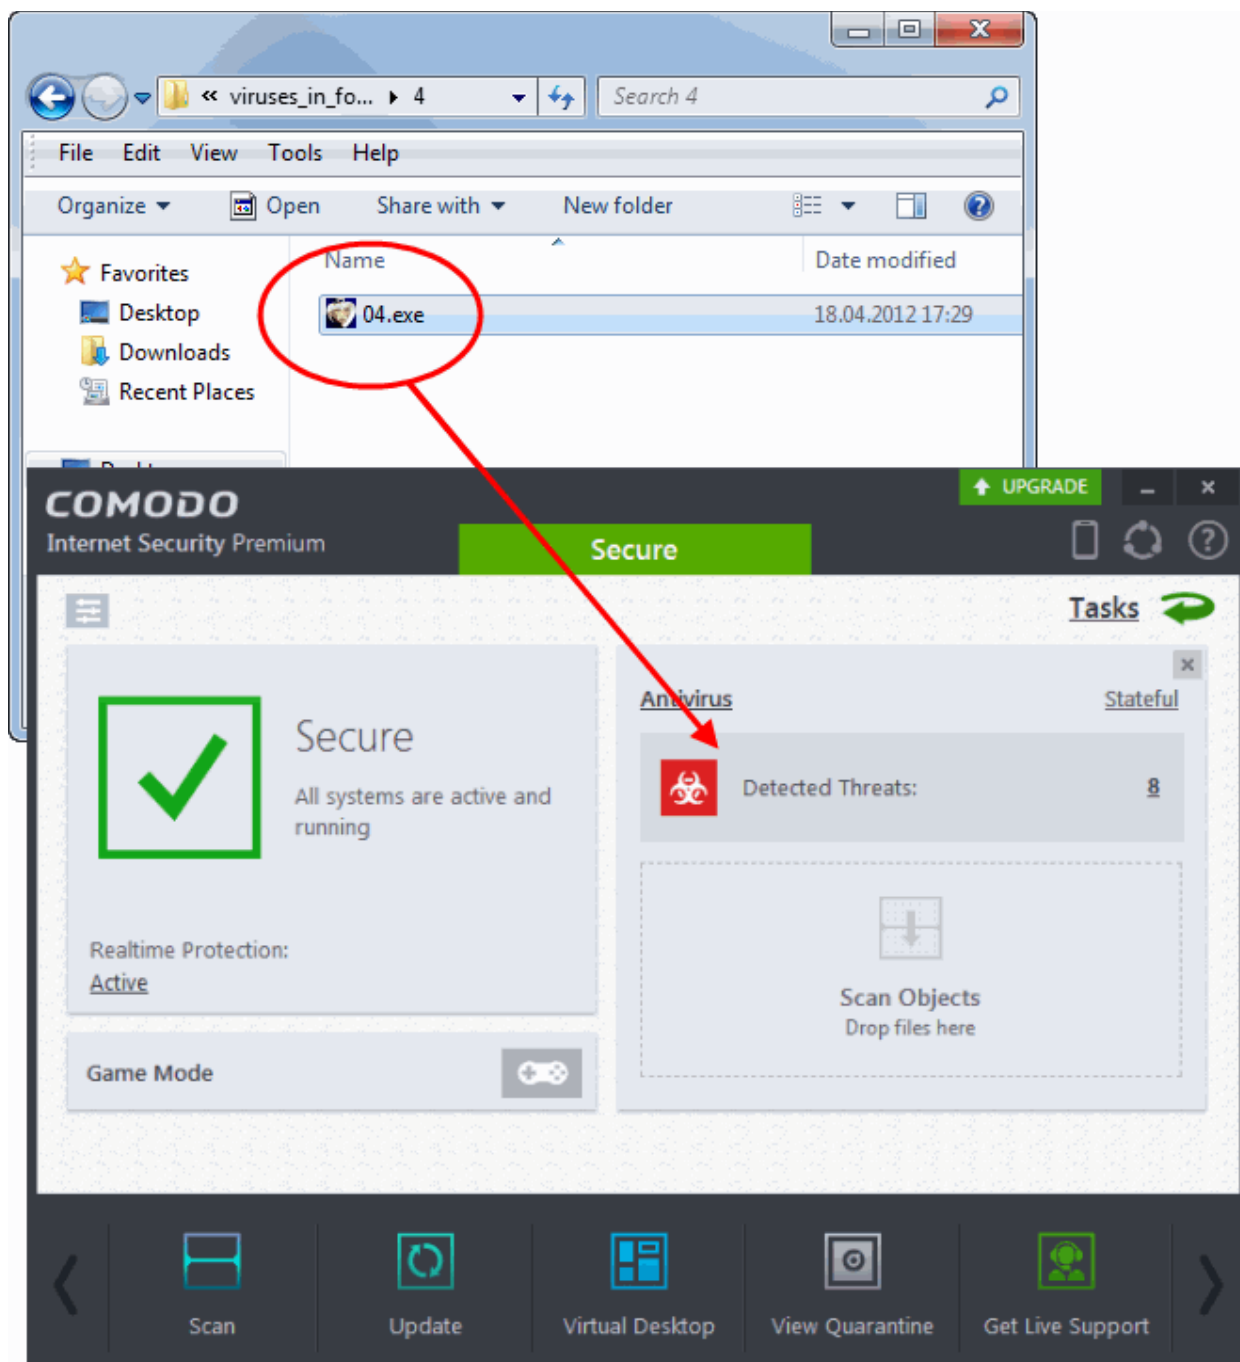 « viruses_in_fo... ▸ 4
Search 4
File Edit View Tools Help
Organize Open Share with New folder
Name Date modified
Favorites
04.exe 18.04.2012 17:29
Desktop
Downloads
Recent Places
COMODO
Internet Security Premium
UPGRADE
Secure
Tasks
Secure
All systems are active and
running
Realtime Protection:
Active
Game Mode
Antivirus Stateful
Detected Threats: 8
Scan Objects
Drop files here
Scan Update Virtual Desktop View Quarantine Get Live Support